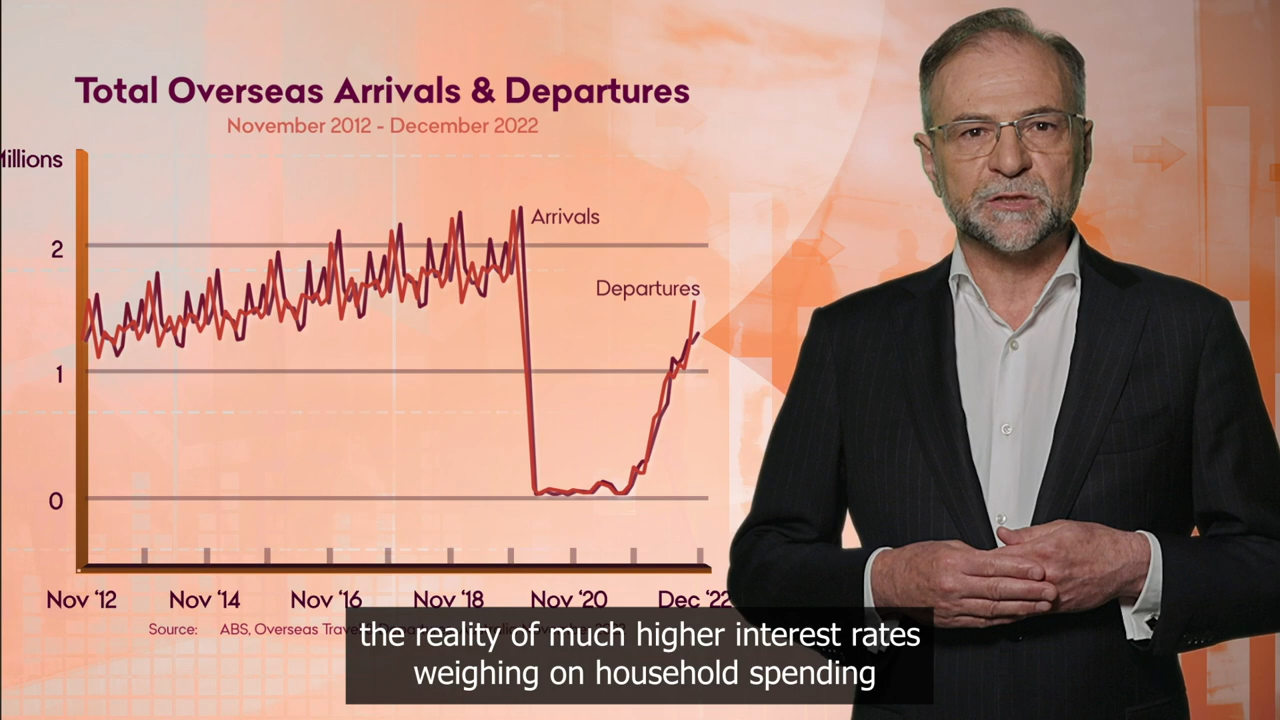 Total Overseas Arrivals & Departures
November 2012 - December 2022
Millions
Arrivals
2
Departures
1
0
Nov '12 Nov '14 Nov '16 Nov '18 Nov '20 Dec '22
Source: ABS, Overseas
the reality of much higher interest rates
weighing on household spending